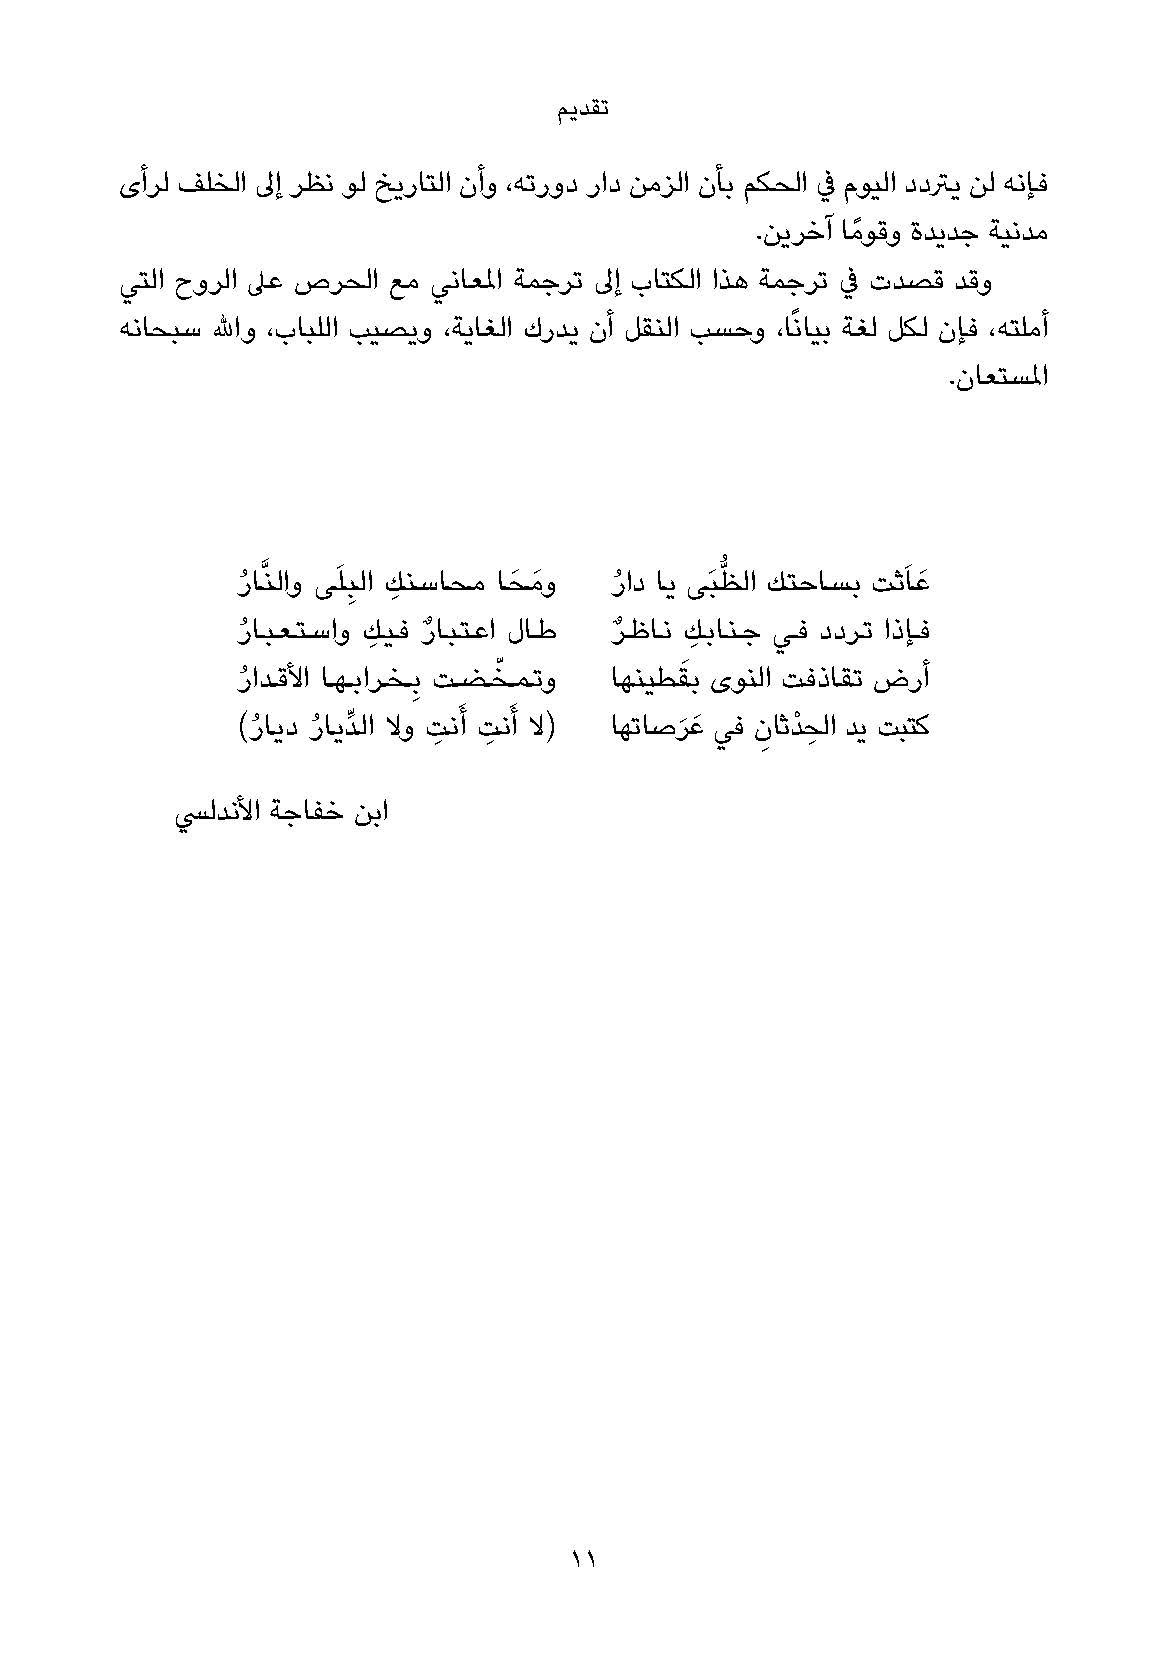 تقديم
فإنه لن يتردد اليوم في الحكم بأن الزمن دار دورته، وأن التاريخ لو نظر إلى الخلف لرأى
مدنية جديدة وقومًا آخرين.
وقد قصدت في ترجمة هذا الكتاب إلى ترجمة المعاني مع الحرص على الروح التي
أملته، فإن لكل لغة بيانًا، وحسب النقل أن يدرك الغاية، ويصيب اللباب، والله سبحانه
المستعان.
عَاَثت بساحتك الظُّبَى يا دارُ ومَحَا محاسنكِ البِلَى والنَّارُ
فإذا تردد في جنابكِ ناظرٌ طال اعتبارٌ فيكِ واستعبارُ
أرض تقاذفت النوى بقَطينها وتمخّضت بِخرابها الأقدارُ
كتبت يد الحِدْثانِ في عَرَصاتها (لا أَنتِ أَنتِ ولا الدِّيارُ ديارُ)
ابن خفاجة الأندلسي
١١